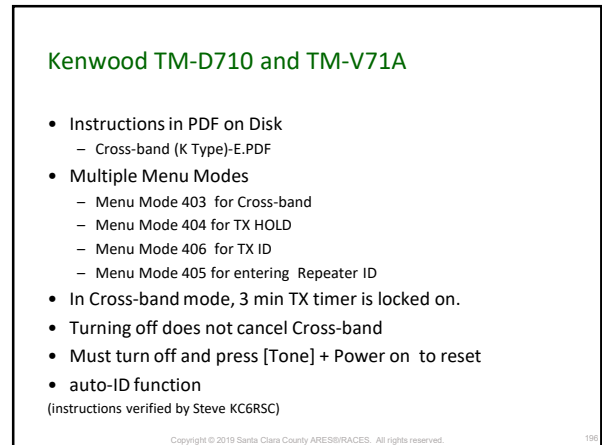 Kenwood TM-D710 and TM-V71A
• Instructions in PDF on Disk
– Cross-band (K Type)-E.PDF
• Multiple Menu Modes
– Menu Mode 403 for Cross-band
– Menu Mode 404 for TX HOLD
– Menu Mode 406 for TX ID
– Menu Mode 405 for entering Repeater ID
• In Cross-band mode, 3 min TX timer is locked on.
• Turning off does not cancel Cross-band
• Must turn off and press [Tone] + Power on to reset
• auto-ID function
(instructions verified by Steve KC6RSC)
Copyright © 2019 Santa Clara County ARES®/RACES. All rights reserved.
196